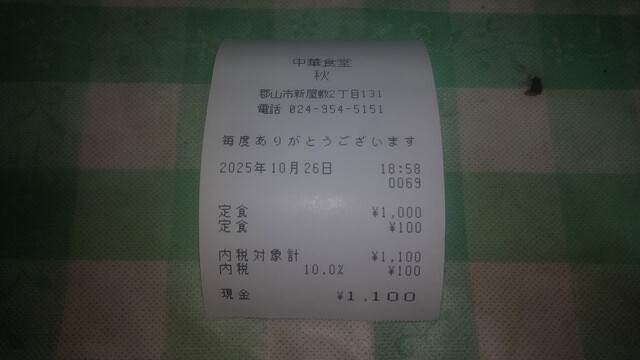 中華食堂
秋
郡山市新屋敷2丁目131
電話 024-954-5151
毎度ありがとうございます
2025年10月26日 18:58
0069
定食 ¥1,000
定食 ¥100
内税対象計 ¥1,100
内税 10.0% ¥100
現金 ¥1,100